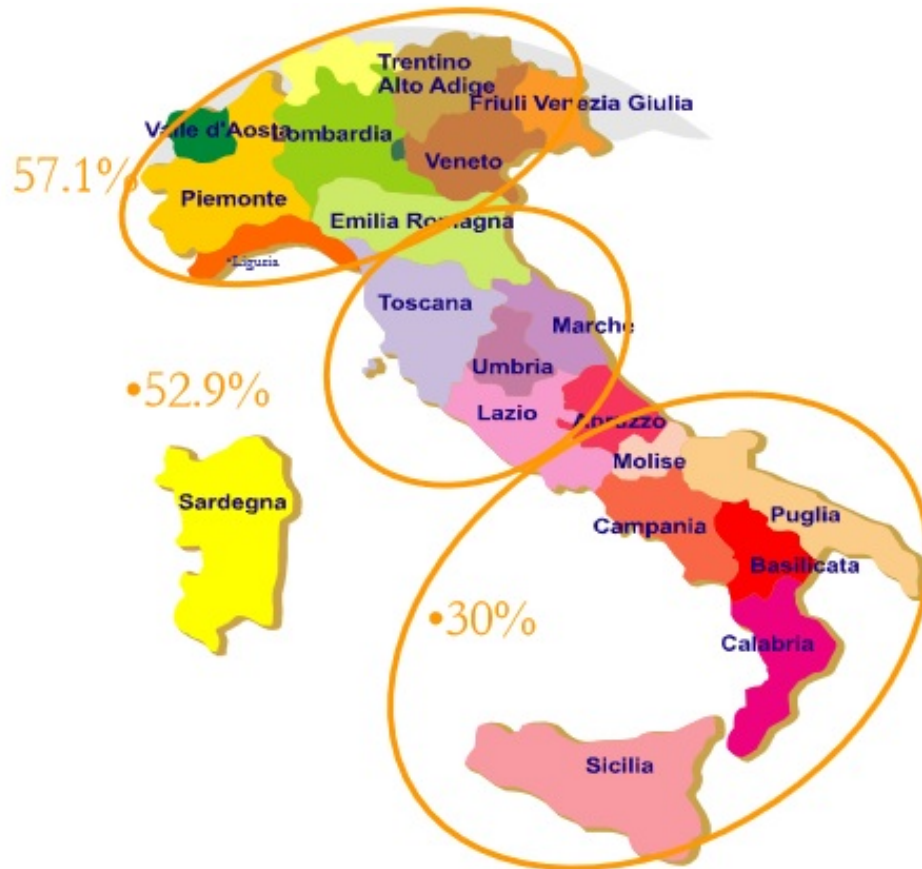 Trentino
Alto Adige
Friuli Venezia Giulia
Valle d'Aosta
Lombardia
Veneto
57.1%
Piemonte
Emilia Romagna
•Liguria
Toscana
Marche
Umbria
•52.9%
Lazio
Abruzzo
Molise
Sardegna
Puglia
Campania
Basilicata
•30%
Calabria
Sicilia